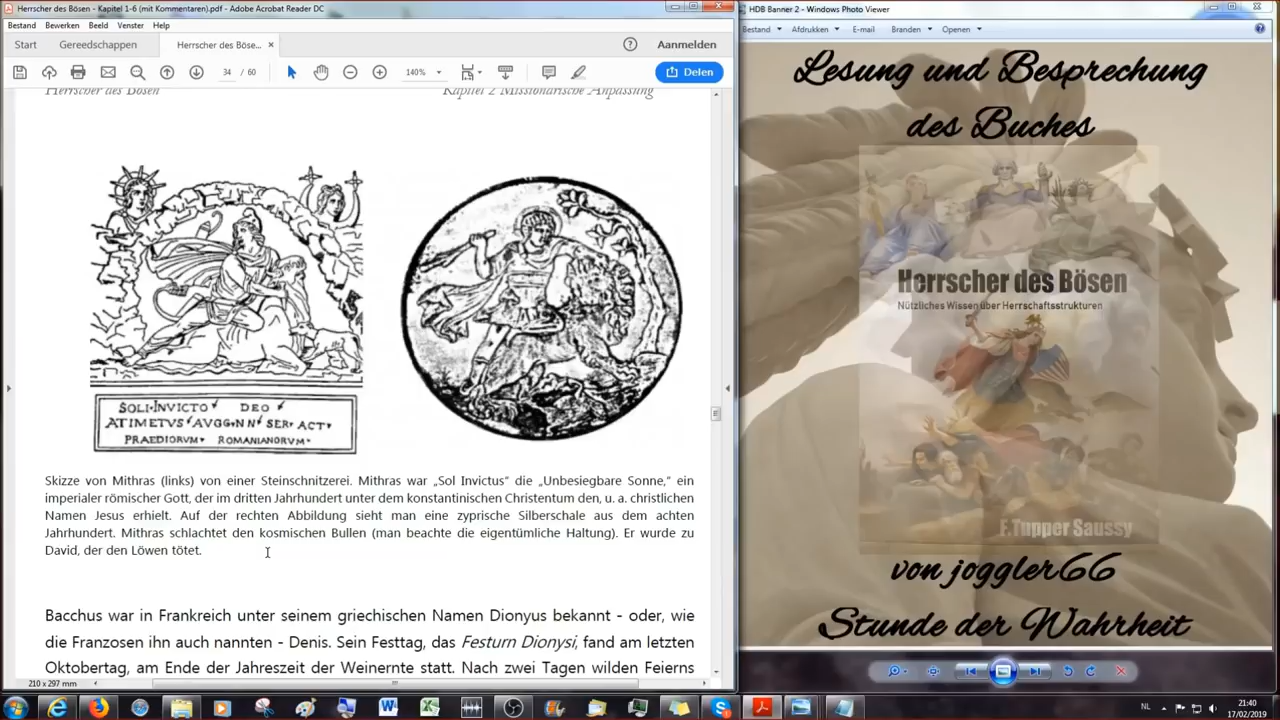 Herrscher des Bösen - Kapitel 1-6 (mit Kommentaren).pdf - Adobe Acrobat Reader DC
Bestand Bewerken Beeld Venster Help
Start Gereedschappen Herrscher des Böse... × Aanmelden
34 / 60 140% Delen
Herrscher des Bösen Kapitel 2 Missionarische Anpassung
SOLI·INVICTO DEO
ATIMETVS AVGG·NN SER ACT
PRAEDIORVM ROMANIANORVM
Skizze von Mithras (links) von einer Steinschnitzerei. Mithras war „Sol Invictus" die „Unbesiegbare Sonne," ein
imperialer römischer Gott, der im dritten Jahrhundert unter dem konstantinischen Christentum den, u. a. christlichen
Namen Jesus erhielt. Auf der rechten Abbildung sieht man eine zyprische Silberschale aus dem achten
Jahrhundert. Mithras schlachtet den kosmischen Bullen (man beachte die eigentümliche Haltung). Er wurde zu
David, der den Löwen tötet.
Bacchus war in Frankreich unter seinem griechischen Namen Dionyus bekannt - oder, wie
die Franzosen ihn auch nannten - Denis. Sein Festtag, das Festurn Dionysi, fand am letzten
Oktobertag, am Ende der Jahreszeit der Weinernte statt. Nach zwei Tagen wilden Feierns
210 x 297 mm
HDB Banner 2 - Windows Photo Viewer
Bestand Afdrukken E-mail Branden Openen
Lesung und Besprechung
des Buches
Herrscher des Bösen
Nützliches Wissen über Herrschaftsstrukturen
F.Tupper Saussy
von joggler66
Stunde der Wahrheit
NL 21:40
17/02/2019